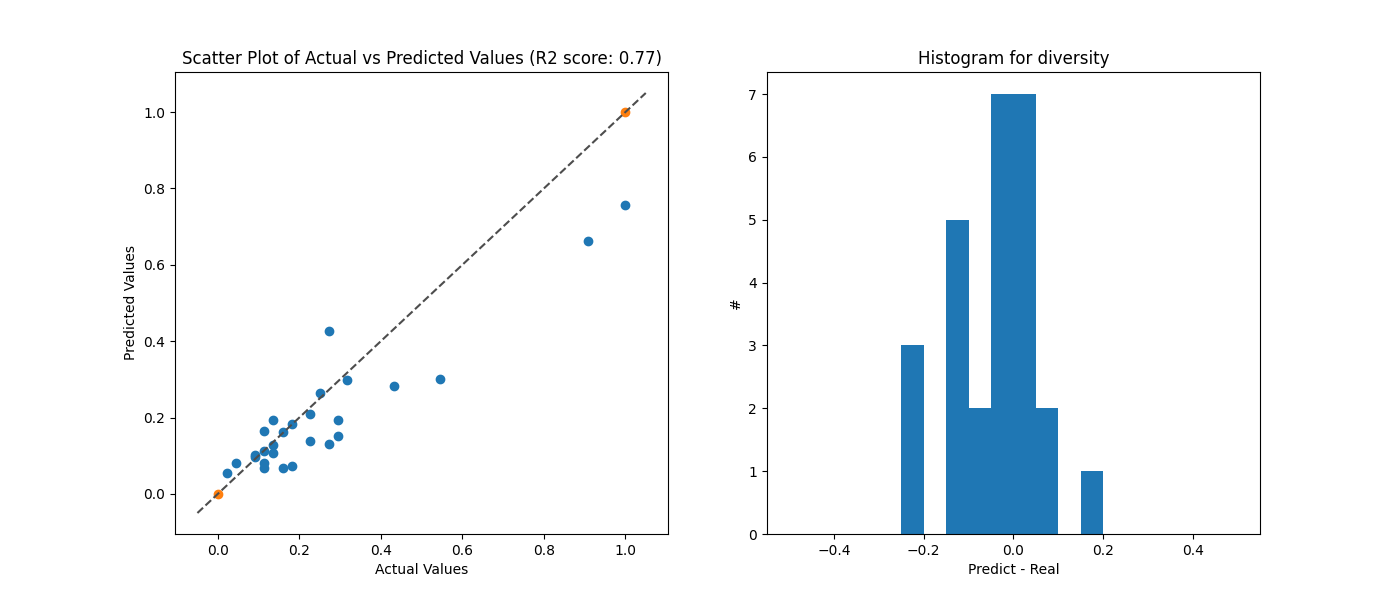 Scatter Plot of Actual vs Predicted Values (R2 score: 0.77)
1.0
0.8
0.6
0.4
0.2
0.0
Predicted Values
0.0 0.2 0.4 0.6 0.8 1.0
Actual Values
Histogram for diversity
7
6
5
4
3
2
1
0
#
−0.4 −0.2 0.0 0.2 0.4
Predict - Real